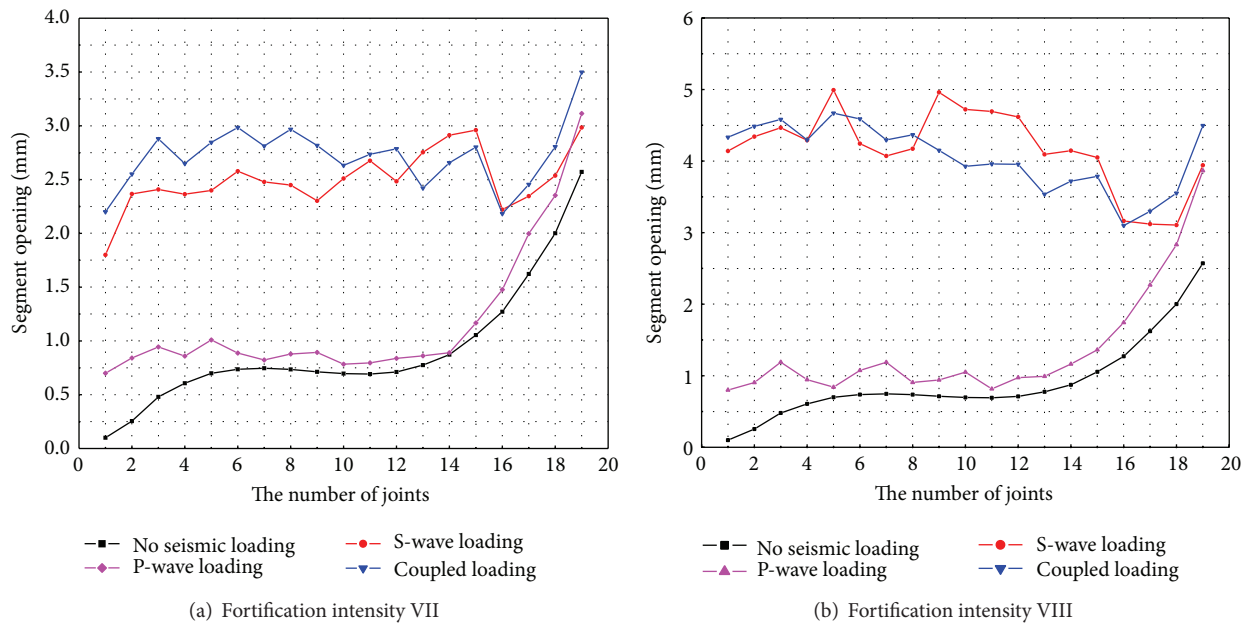 4.0
3.5
3.0
2.5
2.0
1.5
1.0
0.5
0.0
Segment opening (mm)
0 2 4 6 8 10 12 14 16 18 20
The number of joints
No seismic loading
P-wave loading
S-wave loading
Coupled loading
(a) Fortification intensity VII
6
5
4
3
2
1
0
Segment opening (mm)
0 2 4 6 8 10 12 14 16 18 20
The number of joints
No seismic loading
P-wave loading
S-wave loading
Coupled loading
(b) Fortification intensity VIII